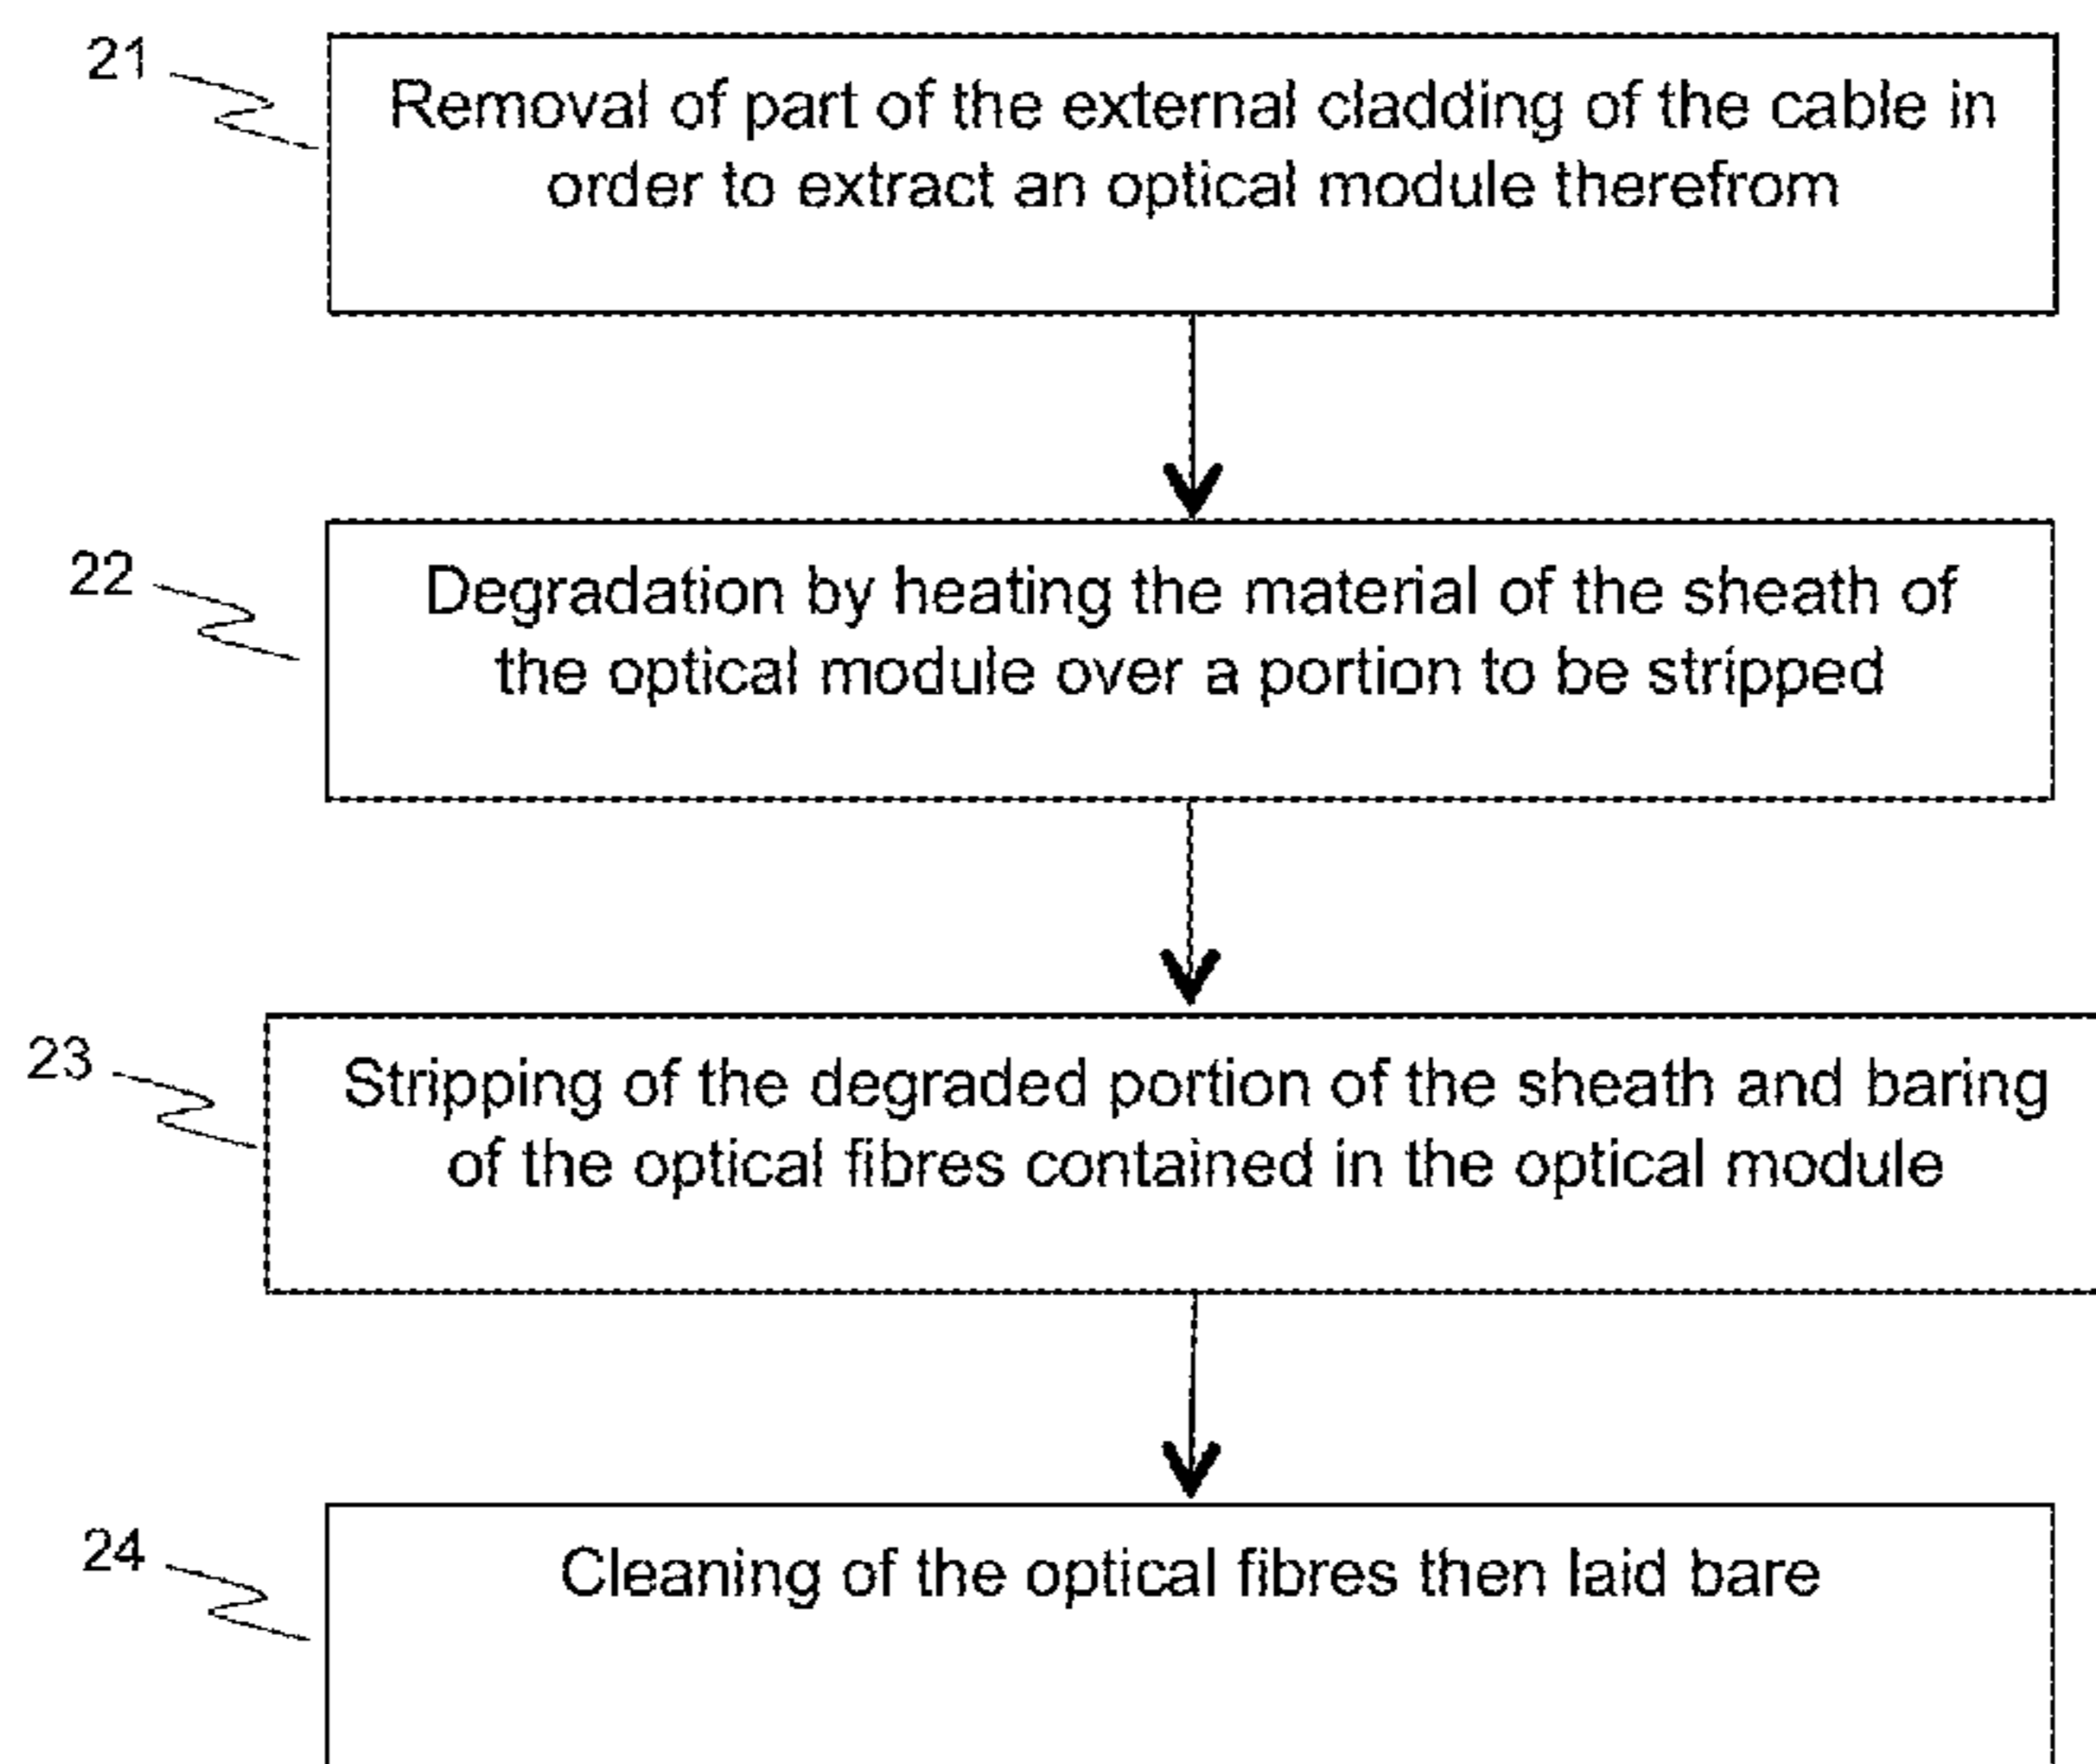 21
Removal of part of the external cladding of the cable in
order to extract an optical module therefrom
22
Degradation by heating the material of the sheath of
the optical module over a portion to be stripped
23
Stripping of the degraded portion of the sheath and baring
of the optical fibres contained in the optical module
24
Cleaning of the optical fibres then laid bare